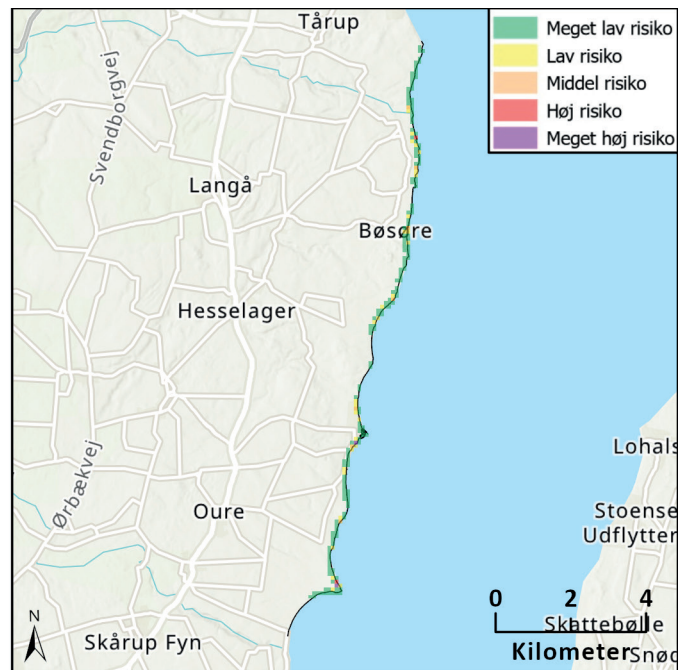 Tårup
Meget lav risiko
Lav risiko
Middel risiko
Høj risiko
Meget høj risiko
Svendborgvej
Langå
Bøsøre
Hesselager
Ørbækvej
Lohals
Oure
Stoense
Udflytter
N
0 2 4
Skattebølle
Skårup Fyn
Kilometer
Snød